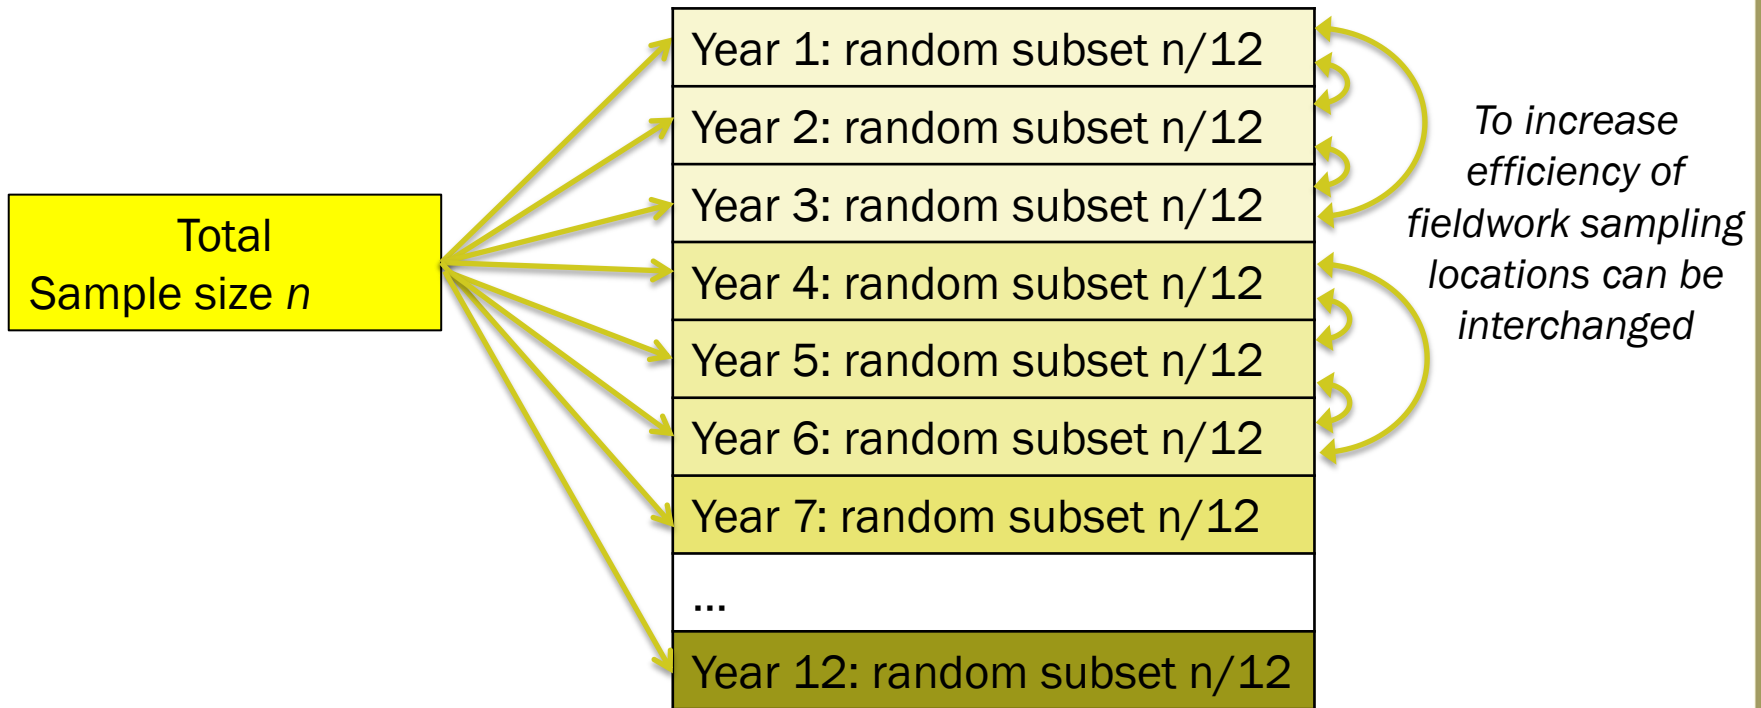 Total
Sample size n
Year 1: random subset n/12
Year 2: random subset n/12
Year 3: random subset n/12
Year 4: random subset n/12
Year 5: random subset n/12
Year 6: random subset n/12
Year 7: random subset n/12
...
Year 12: random subset n/12
To increase
efficiency of
fieldwork sampling
locations can be
interchanged